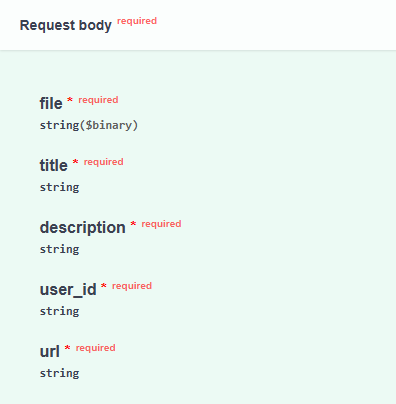 Request body required
file * required
string($binary)
title * required
string
description * required
string
user_id * required
string
url * required
string